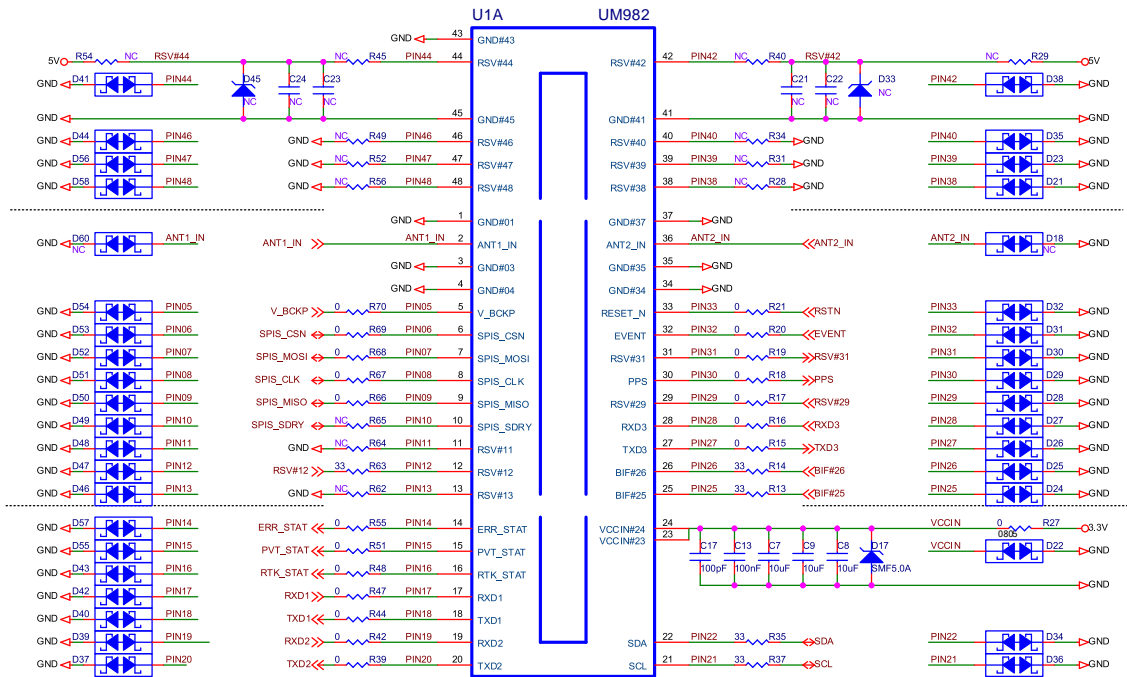 U1A UM982
GND 43 GND#43
5V R54 NC RSV#44 NC R45 PIN44 44 RSV#44 RSV#42 42 PIN42 NC R40 RSV#42 NC R29 5V
GND D41 PIN44 D45 NC C24 NC C23 NC C21 NC C22 NC D33 NC PIN42 D38 GND
GND 45 GND#45 GND#41 41 GND
GND D44 PIN46 GND NC R49 PIN46 46 RSV#46 RSV#40 40 PIN40 NC R34 GND PIN40 D35 GND
GND D56 PIN47 NC R52 PIN47 47 RSV#47 RSV#39 39 PIN39 NC R31 GND PIN39 D23 GND
GND D58 PIN48 GND NC R56 PIN48 48 RSV#48 RSV#38 38 PIN38 NC R28 GND PIN38 D21 GND
GND 1 GND#01 GND#37 37 GND
GND D60 NC ANT1_IN ANT1_IN ANT1_IN 2 ANT1_IN ANT2_IN 36 ANT2_IN ANT2_IN ANT2_IN D18 NC GND
GND 3 GND#03 GND#35 35 GND
GND 4 GND#04 GND#34 34 GND
GND D54 PIN05 V_BCKP 0 R70 PIN05 5 V_BCKP RESET_N 33 PIN33 0 R21 RSTN PIN33 D32 GND
GND D53 PIN06 SPIS_CSN 0 R69 PIN06 6 SPIS_CSN EVENT 32 PIN32 0 R20 EVENT PIN32 D31 GND
GND D52 PIN07 SPIS_MOSI 0 R68 PIN07 7 SPIS_MOSI RSV#31 31 PIN31 0 R19 RSV#31 PIN31 D30 GND
GND D51 PIN08 SPIS_CLK 0 R67 PIN08 8 SPIS_CLK PPS 30 PIN30 0 R18 PPS PIN30 D29 GND
GND D50 PIN09 SPIS_MISO 0 R66 PIN09 9 SPIS_MISO RSV#29 29 PIN29 0 R17 RSV#29 PIN29 D28 GND
GND D49 PIN10 SPIS_SDRY NC R65 PIN10 10 SPIS_SDRY RXD3 28 PIN28 0 R16 RXD3 PIN28 D27 GND
GND D48 PIN11 GND NC R64 PIN11 11 RSV#11 TXD3 27 PIN27 0 R15 TXD3 PIN27 D26 GND
GND D47 PIN12 RSV#12 33 R63 PIN12 12 RSV#12 BIF#26 26 PIN26 33 R14 BIF#26 PIN26 D25 GND
GND D46 PIN13 GND NC R62 PIN13 13 RSV#13 BIF#25 25 PIN25 33 R13 BIF#25 PIN25 D24 GND
GND D57 PIN14 ERR_STAT 0 R55 PIN14 14 ERR_STAT VCCIN#24 24 VCCIN 0 0805 R27 3.3V
VCCIN#23 23
GND D55 PIN15 PVT_STAT 0 R51 PIN15 15 PVT_STAT C17 100pF C13 100nF C7 10uF C9 10uF C8 10uF D17 SMF5.0A VCCIN D22 GND
GND D43 PIN16 RTK_STAT 0 R48 PIN16 16 RTK_STAT GND
GND D42 PIN17 RXD1 0 R47 PIN17 17 RXD1
GND D40 PIN18 TXD1 0 R44 PIN18 18 TXD1
GND D39 PIN19 RXD2 0 R42 PIN19 19 RXD2 SDA 22 PIN22 33 R35 SDA PIN22 D34 GND
GND D37 PIN20 TXD2 0 R39 PIN20 20 TXD2 SCL 21 PIN21 33 R37 SCL PIN21 D36 GND